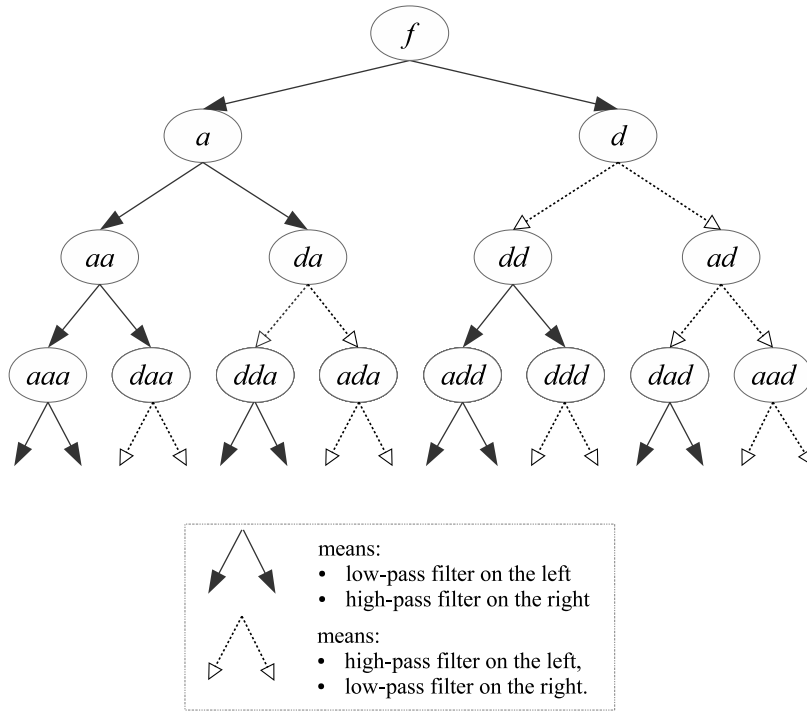 f
a d
aa da dd ad
aaa daa dda ada add ddd dad aad
means:
• low-pass filter on the left
• high-pass filter on the right
means:
• high-pass filter on the left,
• low-pass filter on the right.